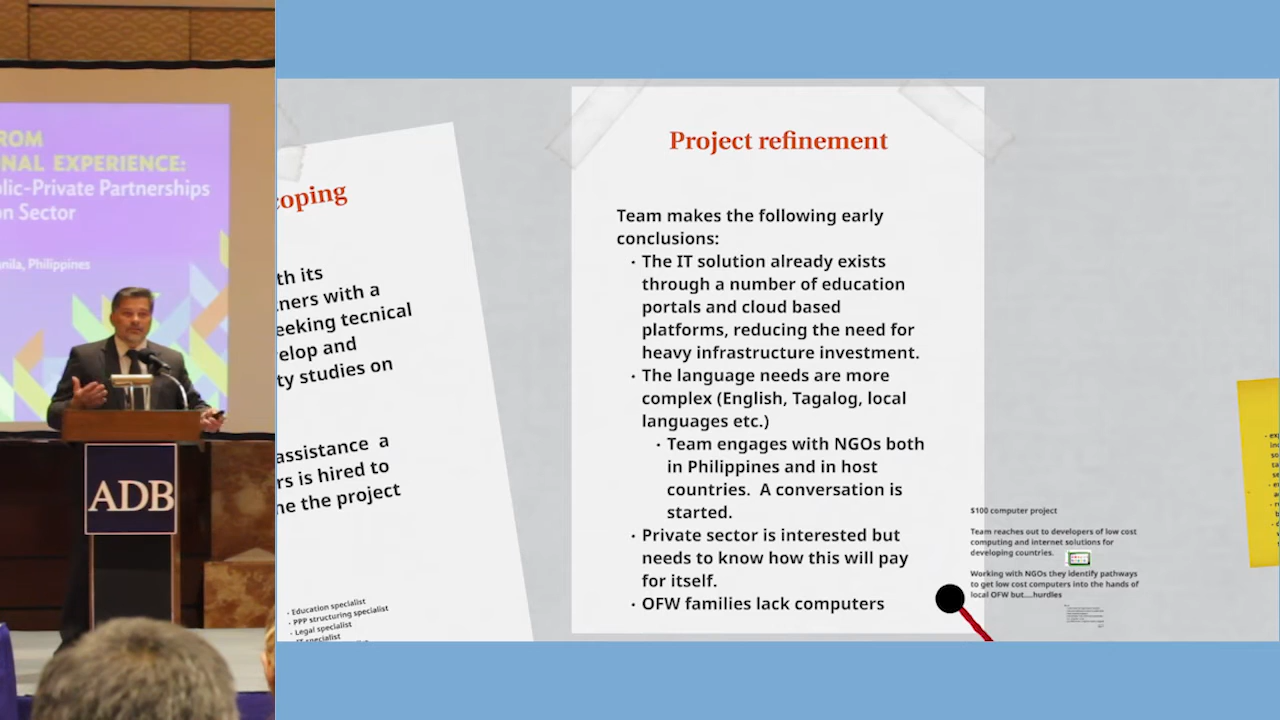 ROM
NAL EXPERIENCE:
lic-Private Partnerships
on Sector
nila, Philippines
ADB
oping
th its
ners with a
eeking tecnical
elop and
ty studies on
assistance a
rs is hired to
ne the project
· Education specialist
· PPP structuring specialist
· Legal specialist
· IT specialist
Project refinement
Team makes the following early
conclusions:
· The IT solution already exists
through a number of education
portals and cloud based
platforms, reducing the need for
heavy infrastructure investment.
· The language needs are more
complex (English, Tagalog, local
languages etc.)
· Team engages with NGOs both
in Philippines and in host
countries. A conversation is
started.
· Private sector is interested but
needs to know how this will pay
for itself.
· OFW families lack computers
$100 computer project
Team reaches out to developers of low cost
computing and internet solutions for
developing countries.
Working with NGOs they identify pathways
to get low cost computers into the hands of
local OFW but....hurdles